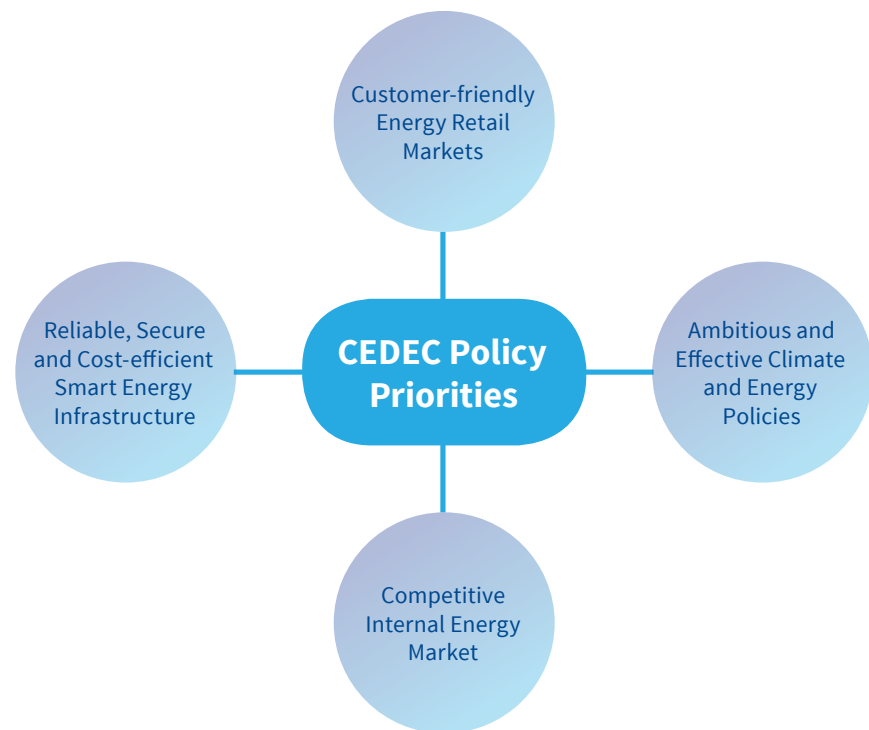 Customer-friendly
Energy Retail
Markets
Reliable, Secure
and Cost-efficient
Smart Energy
Infrastructure
CEDEC Policy
Priorities
Ambitious and
Effective Climate
and Energy
Policies
Competitive
Internal Energy
Market